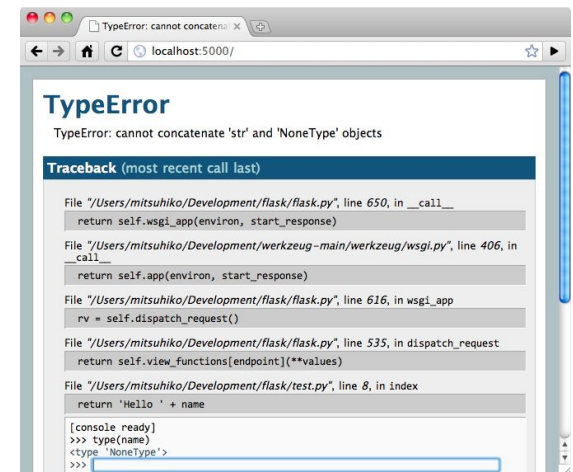 TypeError: cannot concatena
localhost:5000/
TypeError
TypeError: cannot concatenate 'str' and 'NoneType' objects
Traceback (most recent call last)
File "/Users/mitsuhiko/Development/flask/flask.py", line 650, in __call__
return self.wsgi_app(environ, start_response)
File "/Users/mitsuhiko/Development/werkzeug-main/werkzeug/wsgi.py", line 406, in
__call__
return self.app(environ, start_response)
File "/Users/mitsuhiko/Development/flask/flask.py", line 616, in wsgi_app
rv = self.dispatch_request()
File "/Users/mitsuhiko/Development/flask/flask.py", line 535, in dispatch_request
return self.view_functions[endpoint](**values)
File "/Users/mitsuhiko/Development/flask/test.py", line 8, in index
return 'Hello ' + name
[console ready]
>>> type(name)
<type 'NoneType'>
>>>